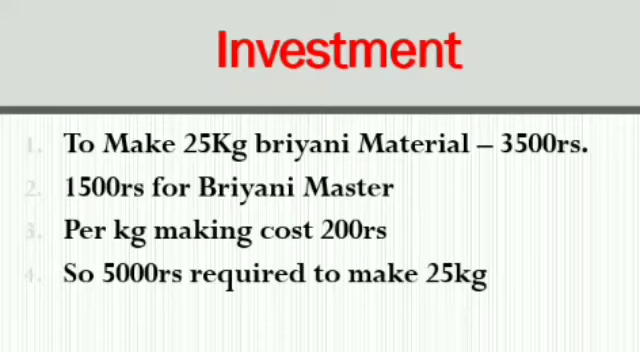 Investment
1. To Make 25Kg briyani Material – 3500rs.
2. 1500rs for Briyani Master
3. Per kg making cost 200rs
4. So 5000rs required to make 25kg